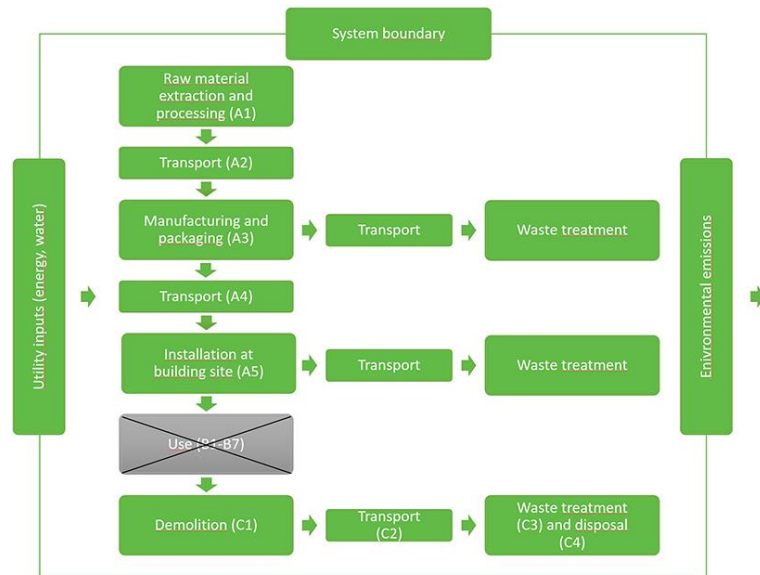 System boundary
Raw material
extraction and
processing (A1)
Transport (A2)
Manufacturing and
packaging (A3)
Transport
Waste treatment
Transport (A4)
Installation at
building site (A5)
Transport
Waste treatment
Use (B1-B7)
Demolition (C1)
Transport
(C2)
Waste treatment
(C3) and disposal
(C4)
Utility inputs (energy, water)
Enivronmental emissions